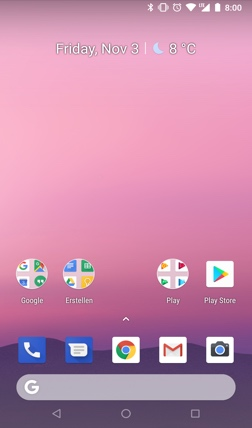 8:00
Friday, Nov 3 | 8 °C
Google Erstellen Play Play Store